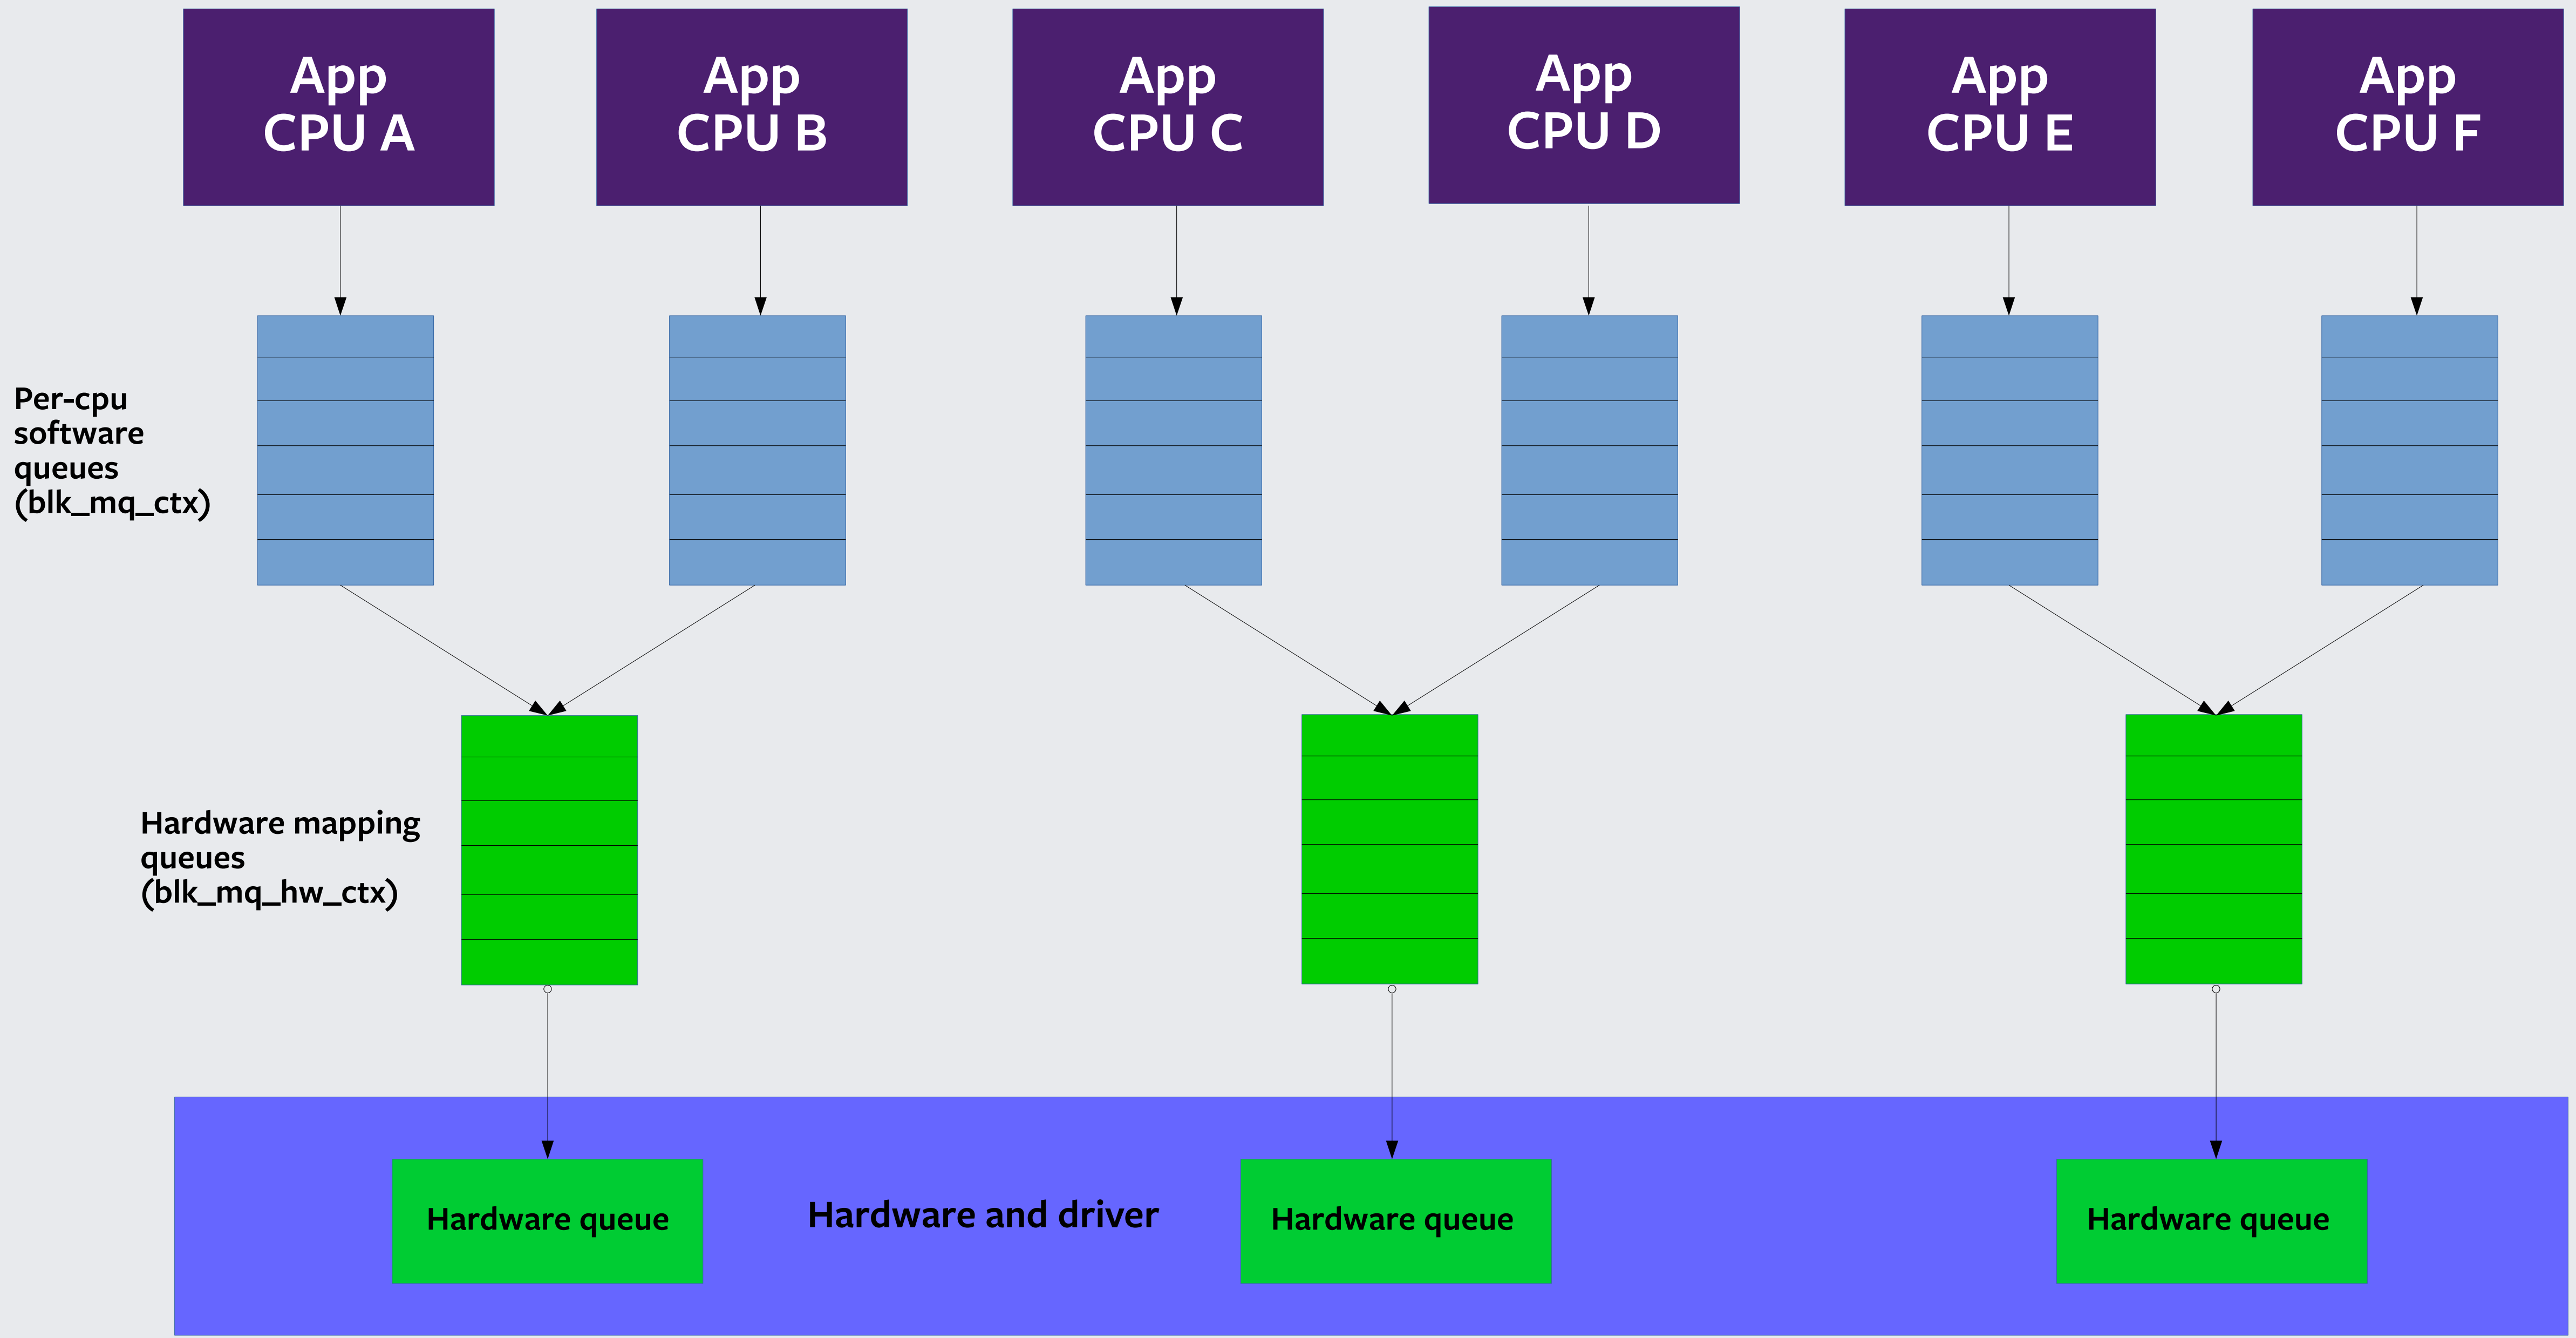 App
CPU A
App
CPU B
App
CPU C
App
CPU D
App
CPU E
App
CPU F
Per-cpu
software
queues
(blk_mq_ctx)
Hardware mapping
queues
(blk_mq_hw_ctx)
Hardware queue
Hardware and driver
Hardware queue
Hardware queue